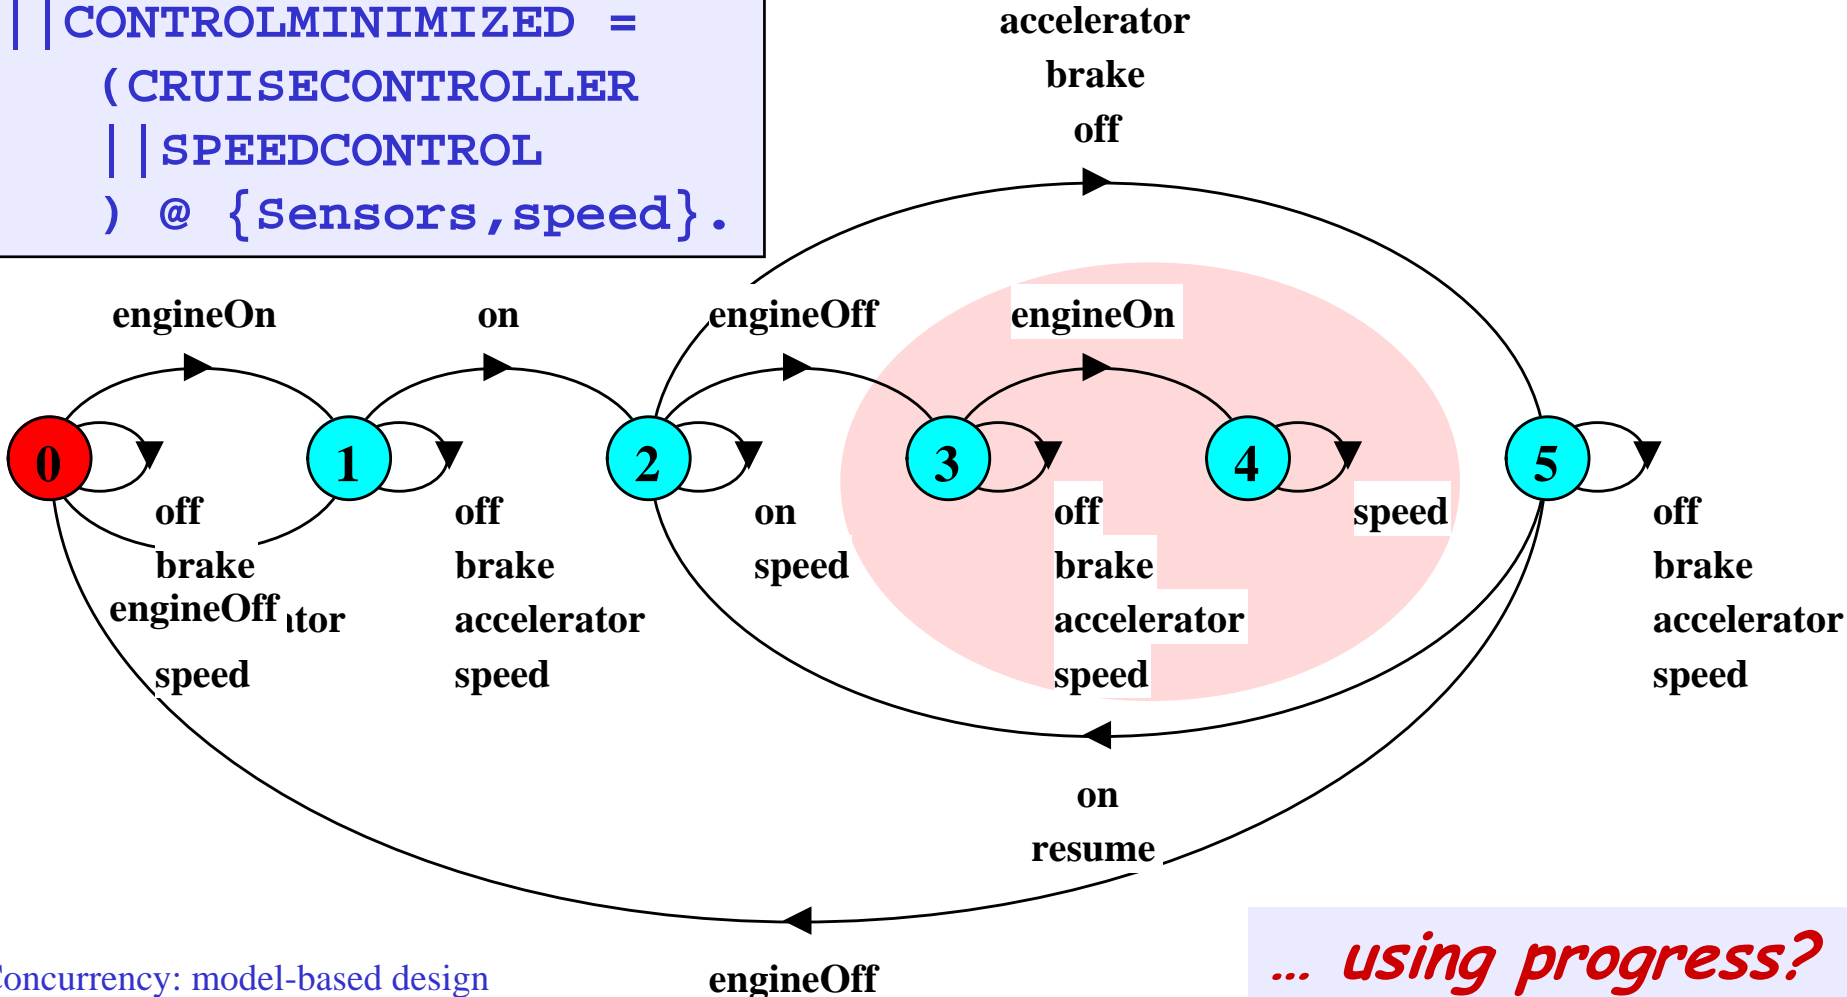 ||CONTROLMINIMIZED =
(CRUISECONTROLLER
||SPEEDCONTROL
) @ {Sensors,speed}.
accelerator
brake
off
engineOn
on
engineOff
engineOn
0
1
2
3
4
5
off
brake
engineOff
speed
off
brake
accelerator
speed
on
speed
off
brake
accelerator
speed
speed
off
brake
accelerator
speed
on
resume
engineOff
Concurrency: model-based design
... using progress?